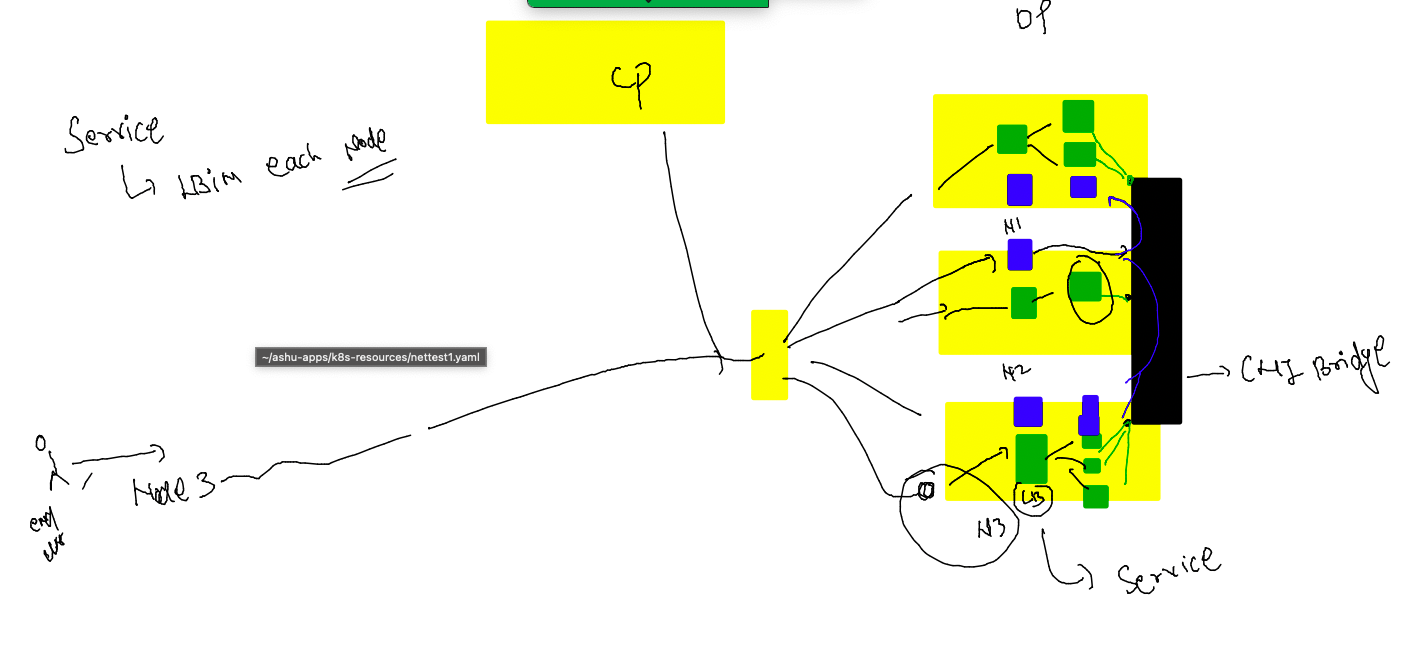 DP
CP
Service
LB in each Node
N1
N2
~/ashu-apps/k8s-resources/nettest1.yaml
CNI Bridge
Node 3
end
LB
N3
Service